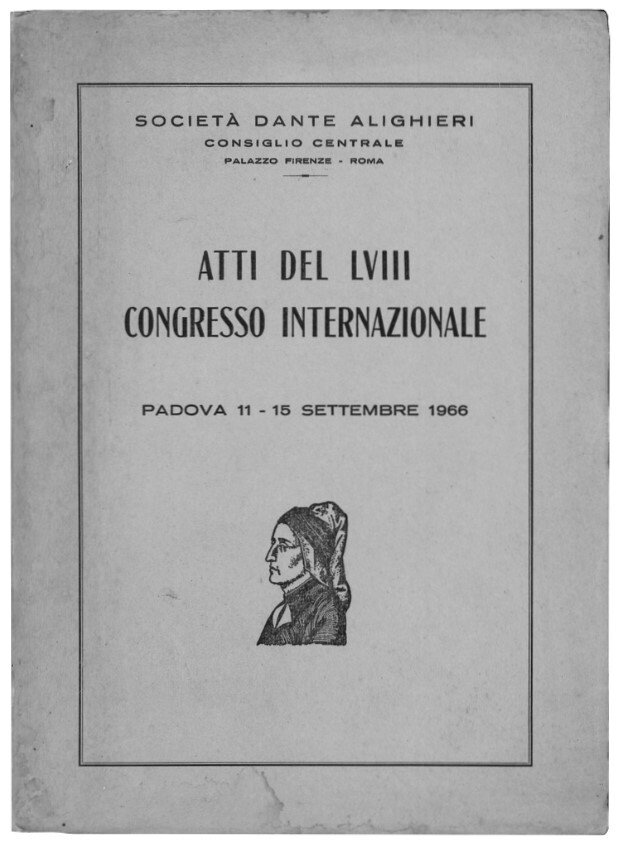 SOCIETÀ DANTE ALIGHIERI
CONSIGLIO CENTRALE
PALAZZO FIRENZE - ROMA
ATTI DEL LVIII
CONGRESSO INTERNAZIONALE
PADOVA 11 - 15 SETTEMBRE 1966